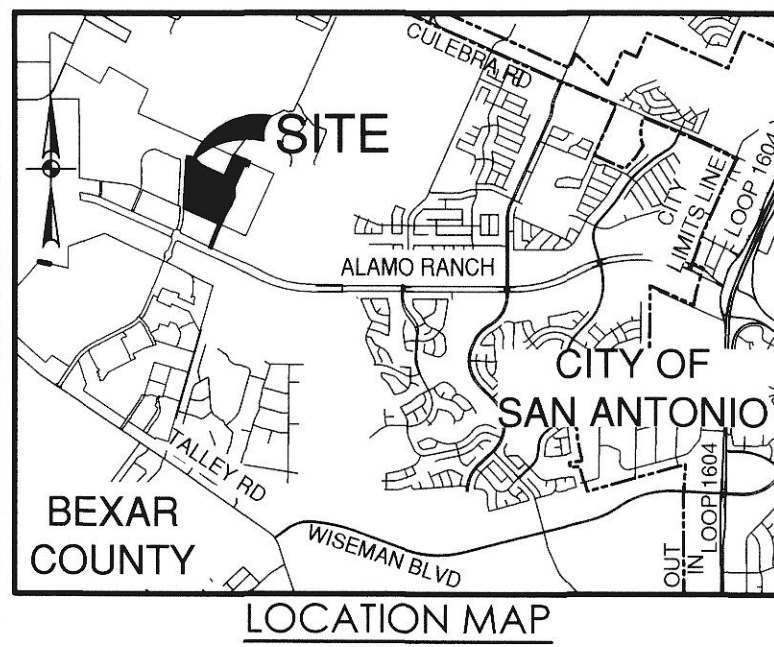 CULEBRA RD
SITE
CITY
LIMITS LINE
LOOP 1604
ALAMO RANCH
CITY OF
SAN ANTONIO
TALLEY RD
BEXAR
COUNTY
WISEMAN BLVD
OUT
IN
LOOP 1604
LOCATION MAP